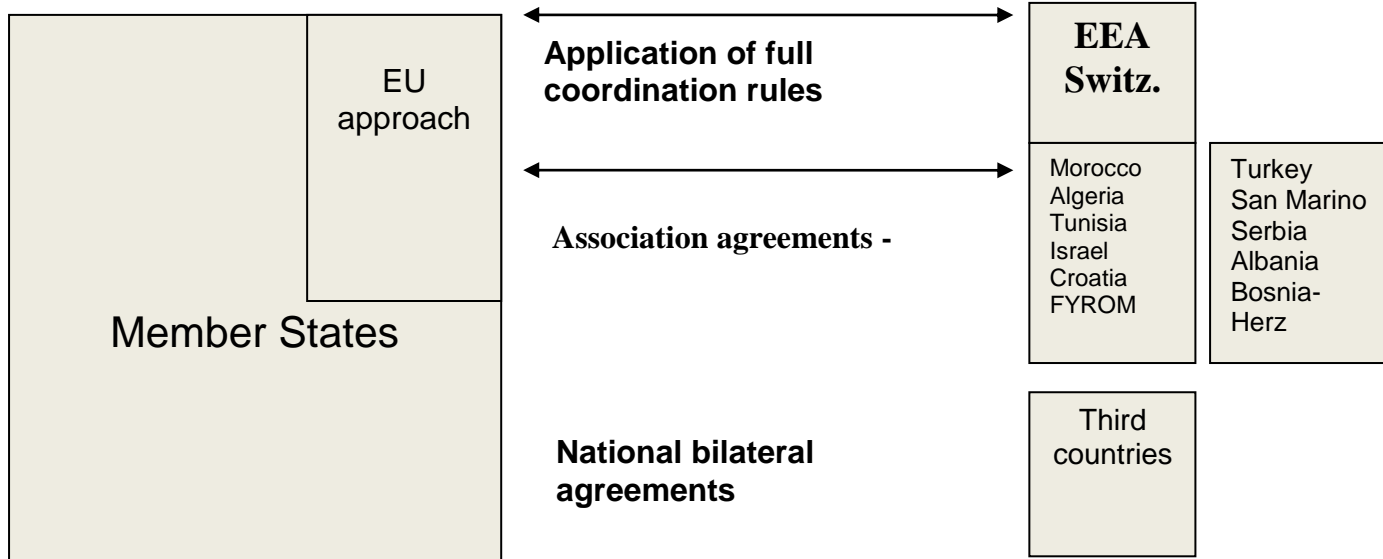 EU
approach
Member States
Application of full
coordination rules
Association agreements -
National bilateral
agreements
EEA
Switz.
Morocco
Algeria
Tunisia
Israel
Croatia
FYROM
Turkey
San Marino
Serbia
Albania
Bosnia-
Herz
Third
countries